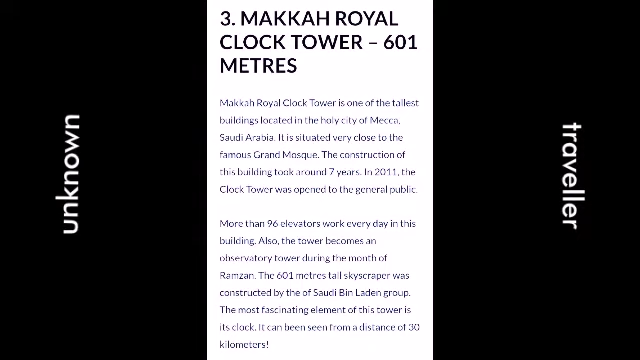 3. MAKKAH ROYAL
CLOCK TOWER – 601
METRES
Makkah Royal Clock Tower is one of the tallest
buildings located in the holy city of Mecca,
Saudi Arabia. It is situated very close to the
famous Grand Mosque. The construction of
this building took around 7 years. In 2011, the
Clock Tower was opened to the general public.
More than 96 elevators work every day in this
building. Also, the tower becomes an
observatory tower during the month of
Ramzan. The 601 metres tall skyscraper was
constructed by the of Saudi Bin Laden group.
The most fascinating element of this tower is
its clock. It can been seen from a distance of 30
kilometers!
unknown
traveller